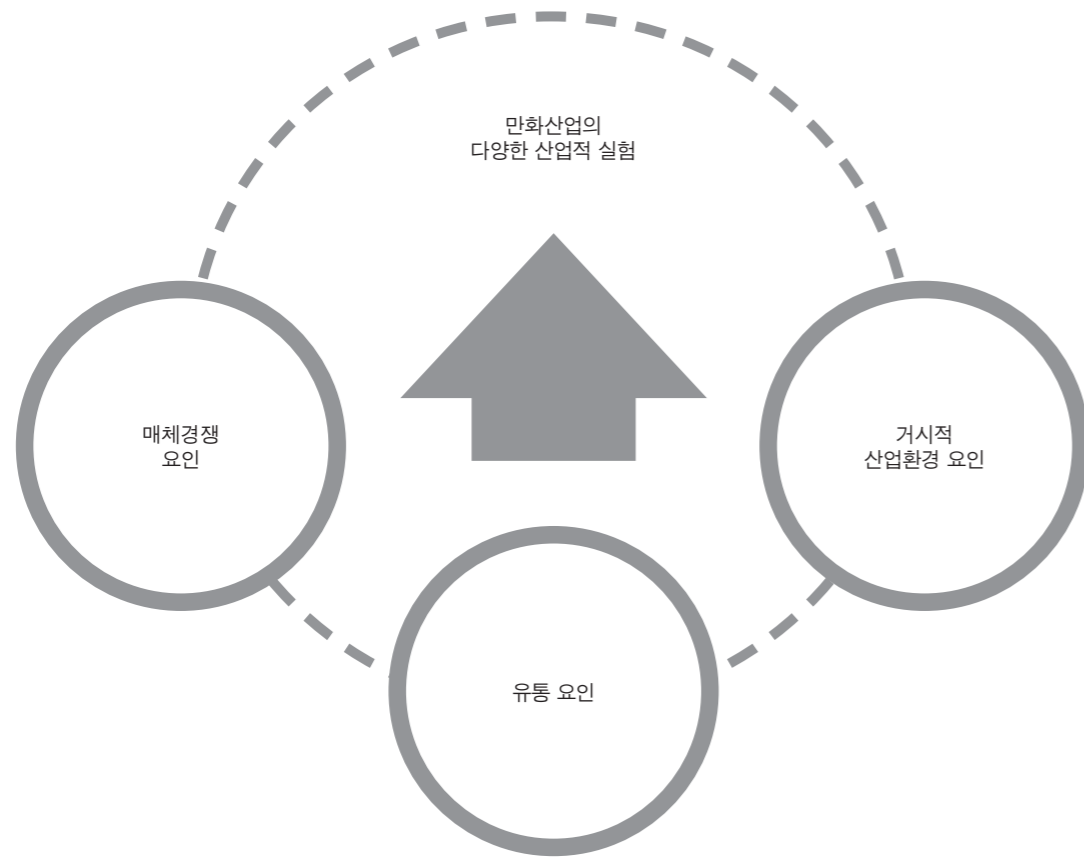 만화산업의
다양한 산업적 실험
매체경쟁
요인
거시적
산업환경 요인
유통 요인